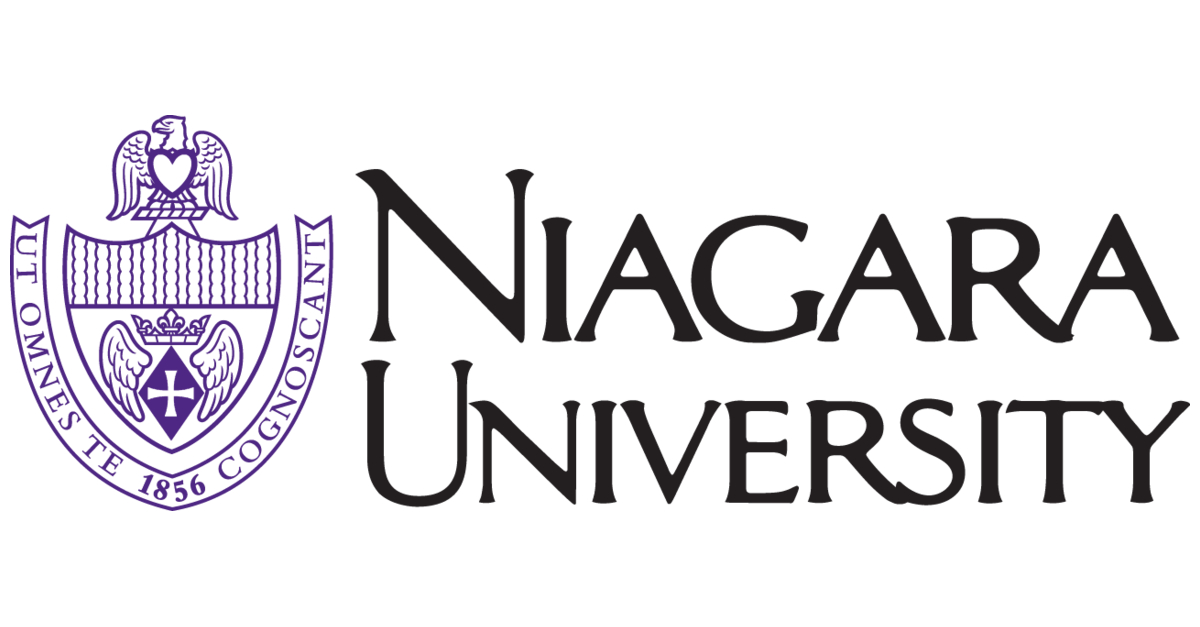 UT OMNES TE 1856 COGNOSCANT
NIAGARA
UNIVERSITY